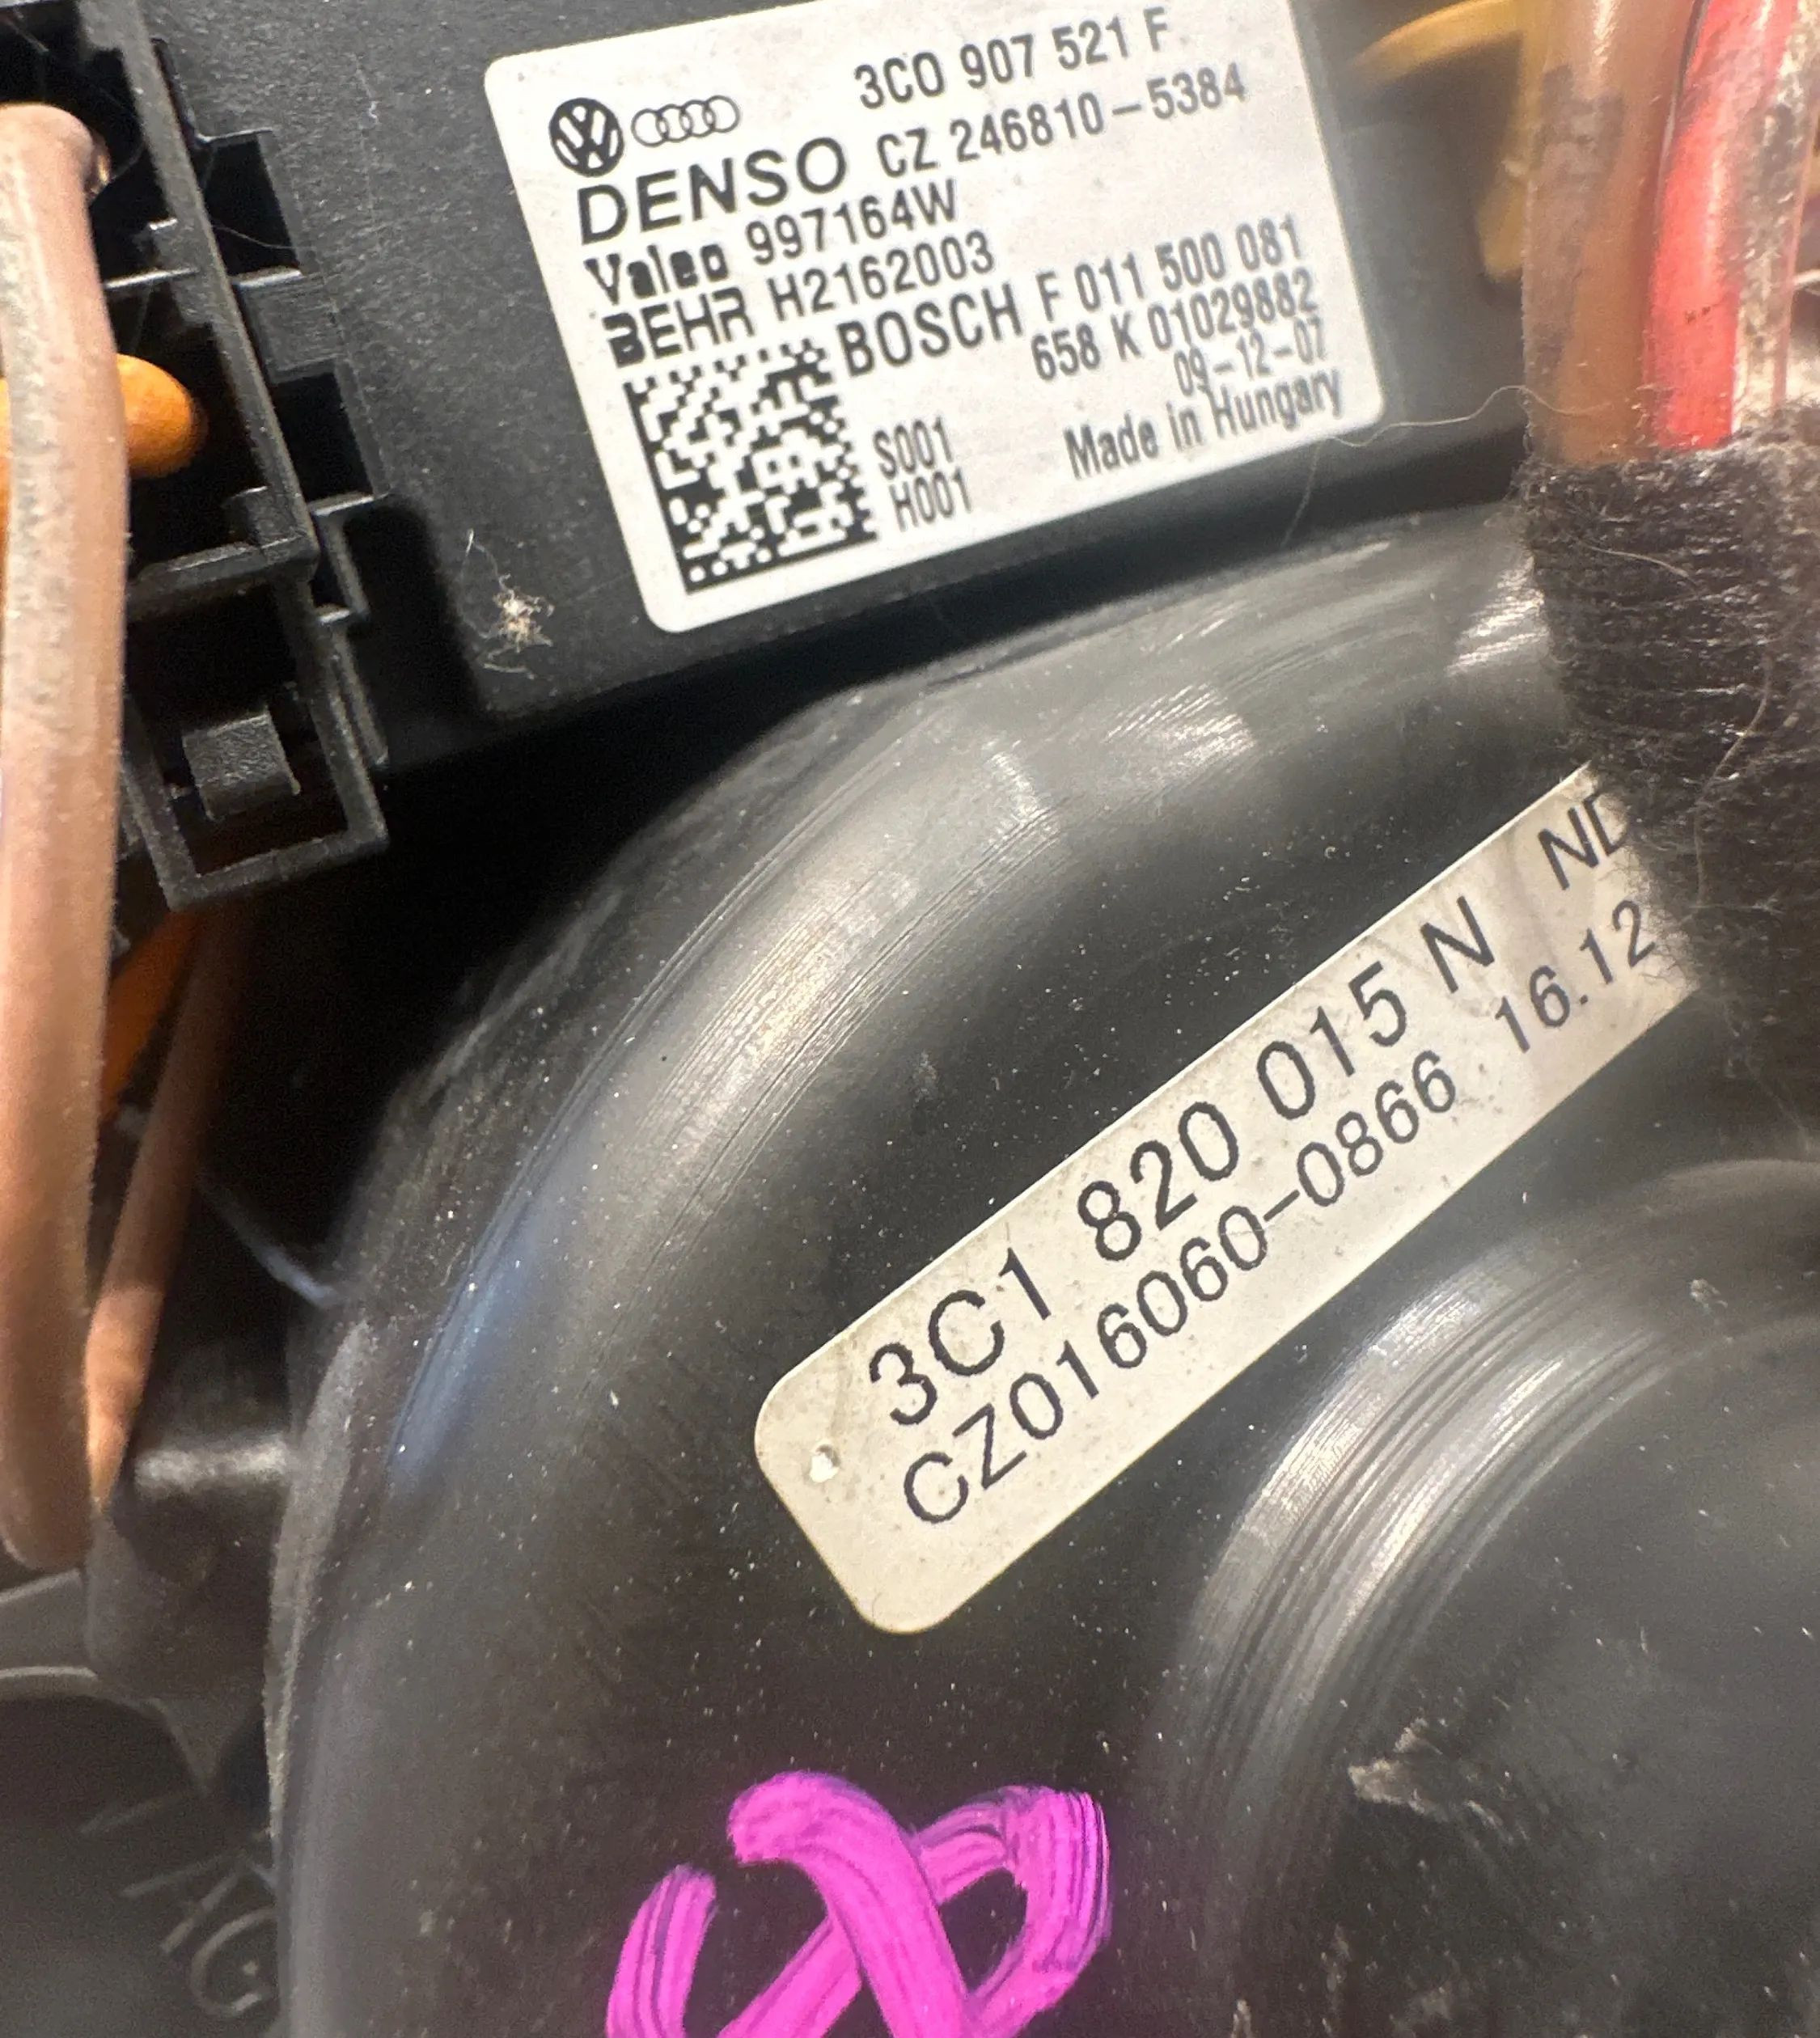 3C0 907 521 F
DENSO CZ 246810-5384
Valeo 997164W
BEHR H2162003
BOSCH F 011 500 081
658 K 01029882
09-12-07
S001
H001
Made in Hungary
3C1 820 015 N ND
CZ016060-0866 16.12